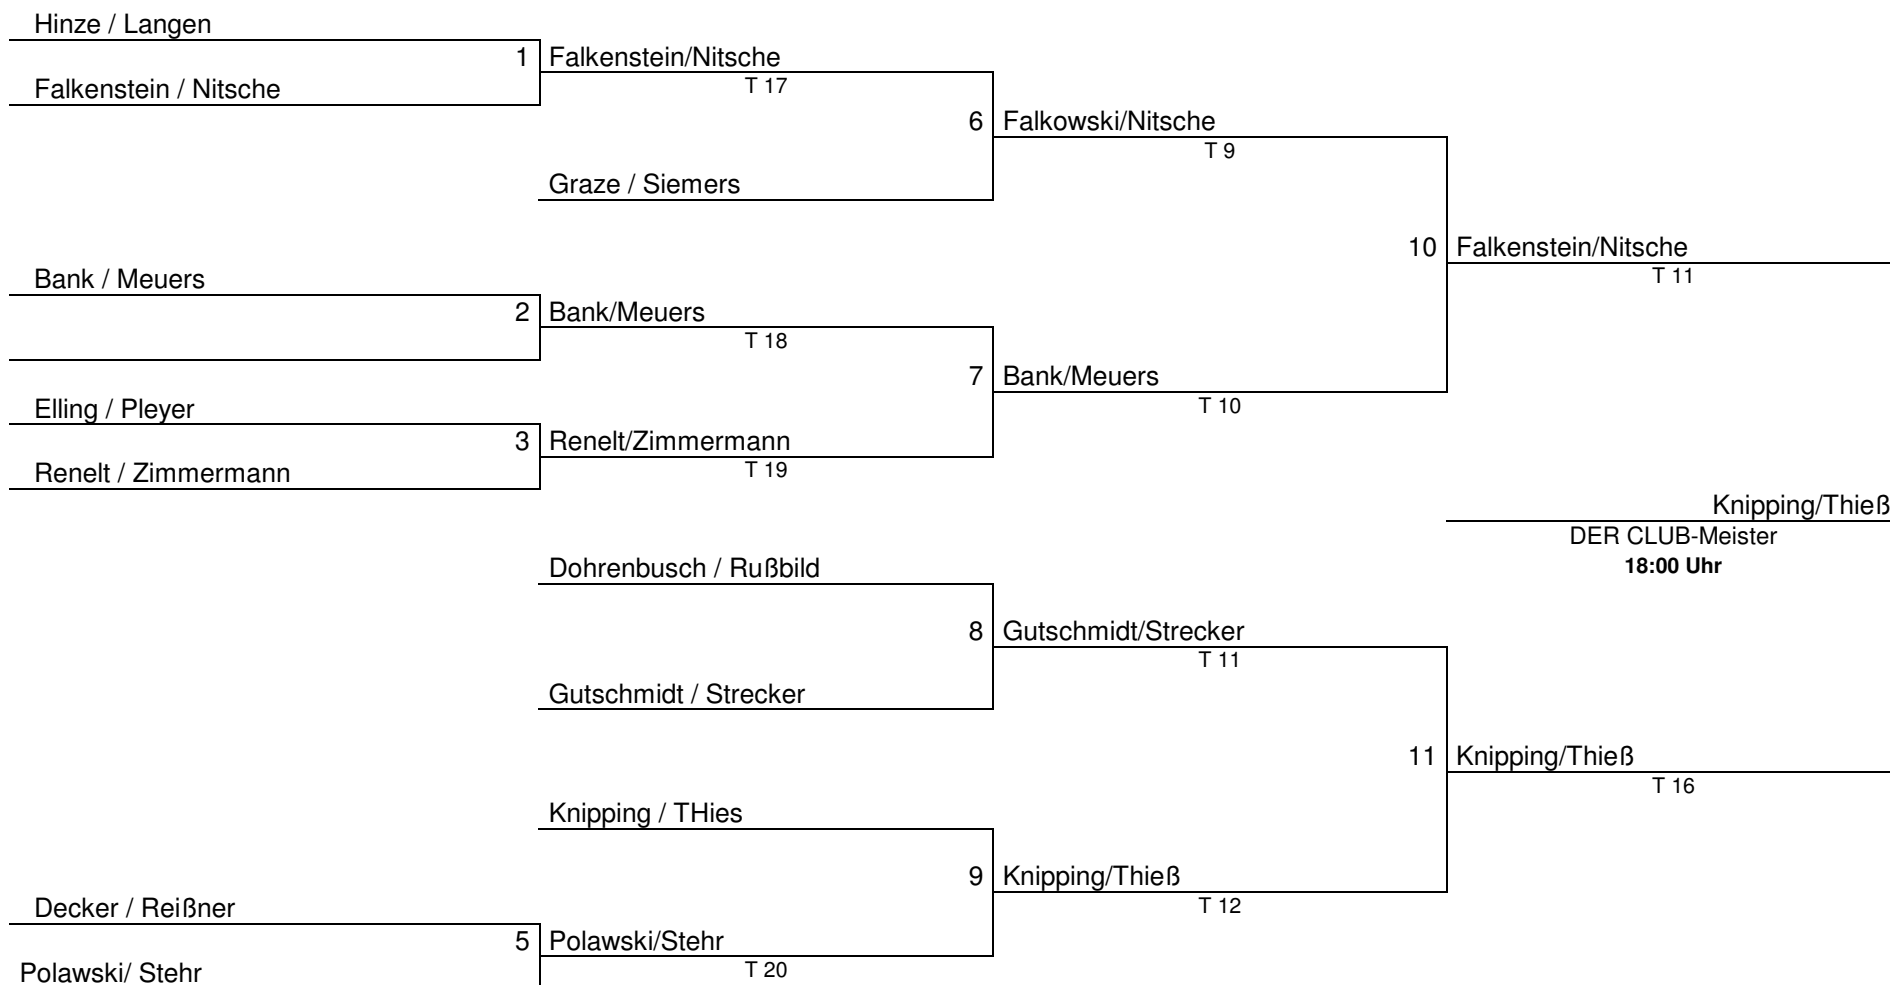 Hinze / Langen
1 Falkenstein/Nitsche
Falkenstein / Nitsche
T 17
6 Falkowski/Nitsche
T 9
Graze / Siemers
10 Falkenstein/Nitsche
T 11
Bank / Meuers
2 Bank/Meuers
T 18
7 Bank/Meuers
T 10
Elling / Pleyer
3 Renelt/Zimmermann
T 19
Renelt / Zimmermann
Knipping/Thieß
DER CLUB-Meister
18:00 Uhr
Dohrenbusch / Rußbild
8 Gutschmidt/Strecker
T 11
Gutschmidt / Strecker
11 Knipping/Thieß
T 16
Knipping / THies
9 Knipping/Thieß
T 12
Decker / Reißner
5 Polawski/Stehr
T 20
Polawski/ Stehr